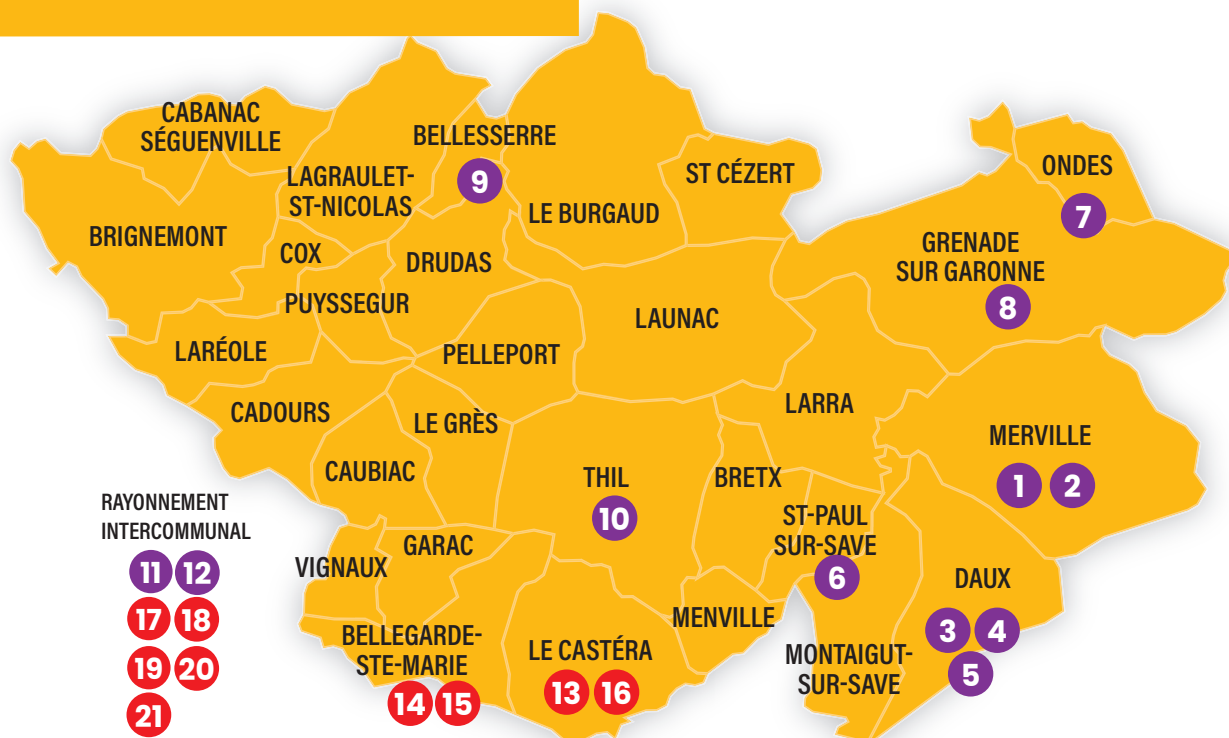 CABANAC
SÉGUENVILLE
BELLESSERRE
9
LAGRAULET-
ST-NICOLAS
ST CÉZERT
ONDES
7
LE BURGAUD
BRIGNEMONT
COX
DRUDAS
GRENADE
SUR GARONNE
8
PUYSSEGUR
LAUNAC
LARÉOLE
PELLEPORT
CADOURS
LE GRÈS
LARRA
MERVILLE
1 2
CAUBIAC
THIL
10
BRETX
ST-PAUL
SUR-SAVE
6
RAYONNEMENT
INTERCOMMUNAL
11 12
17 18
19 20
21
VIGNAUX
GARAC
DAUX
3 4
5
MENVILLE
BELLEGARDE-
STE-MARIE
14 15
LE CASTÉRA
13 16
MONTAIGUT-
SUR-SAVE